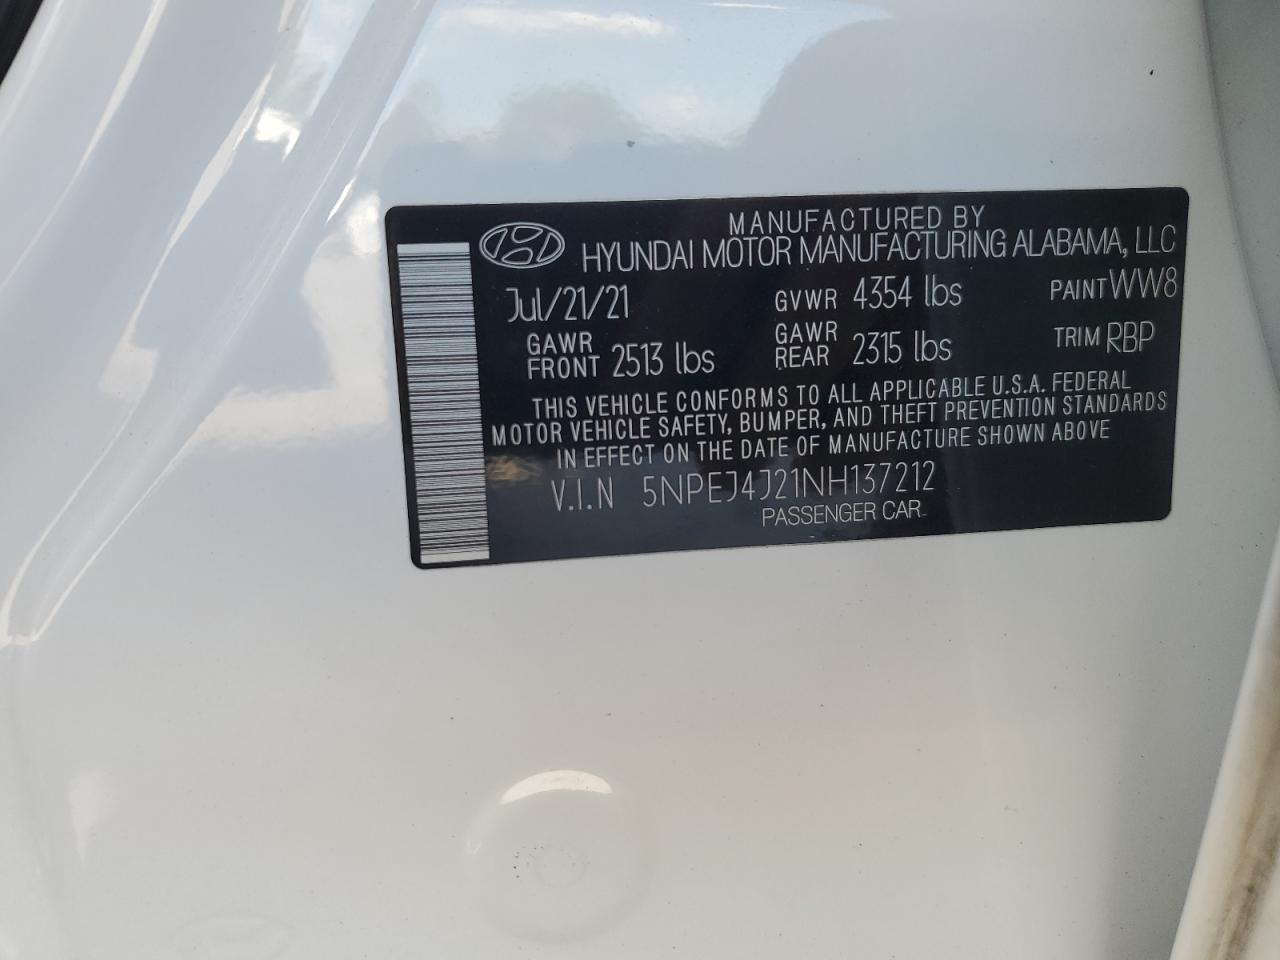 MANUFACTURED BY
HYUNDAI MOTOR MANUFACTURING ALABAMA, LLC
Jul/21/21 GVWR 4354 lbs PAINT WW8
GAWR FRONT 2513 lbs GAWR REAR 2315 lbs TRIM RBP
THIS VEHICLE CONFORMS TO ALL APPLICABLE U.S.A. FEDERAL
MOTOR VEHICLE SAFETY, BUMPER, AND THEFT PREVENTION STANDARDS
IN EFFECT ON THE DATE OF MANUFACTURE SHOWN ABOVE
V.I.N 5NPEJ4J21NH137212
PASSENGER CAR